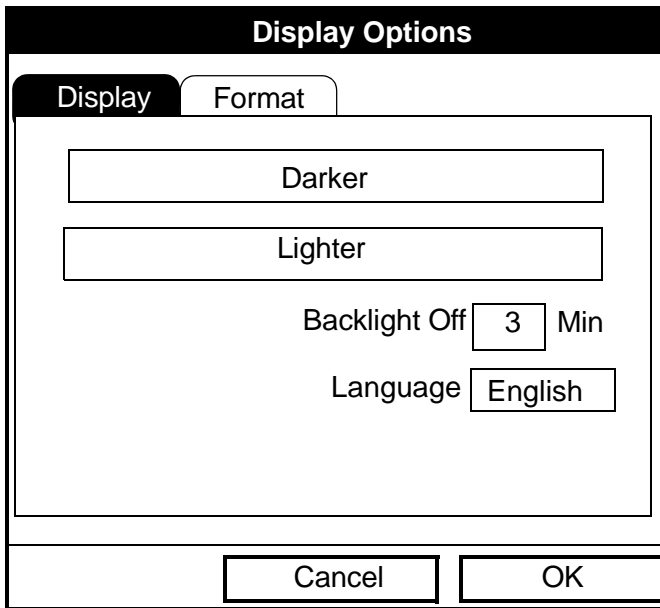 Display Options
Display Format
Darker
Lighter
Backlight Off 3 Min
Language English
Cancel OK